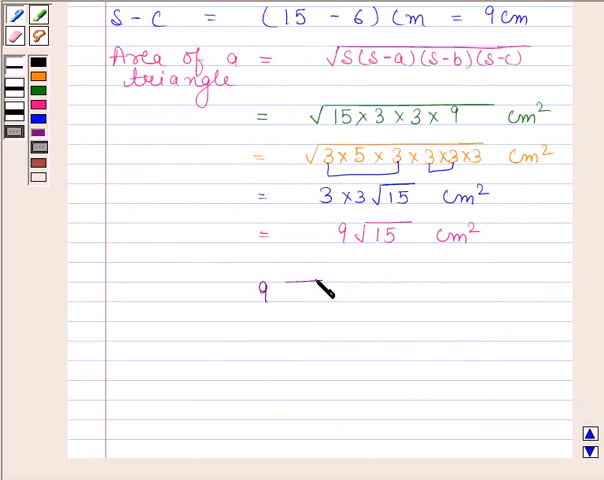 S - C = (15 - 6) Cm = 9cm
Area of a triangle = √S(S-a)(S-b)(S-c)
= √15 × 3 × 3 × 9 cm²
= √3 × 5 × 3 × 3 × 3 × 3 cm²
= 3 × 3 √15 cm²
= 9 √15 cm²
9